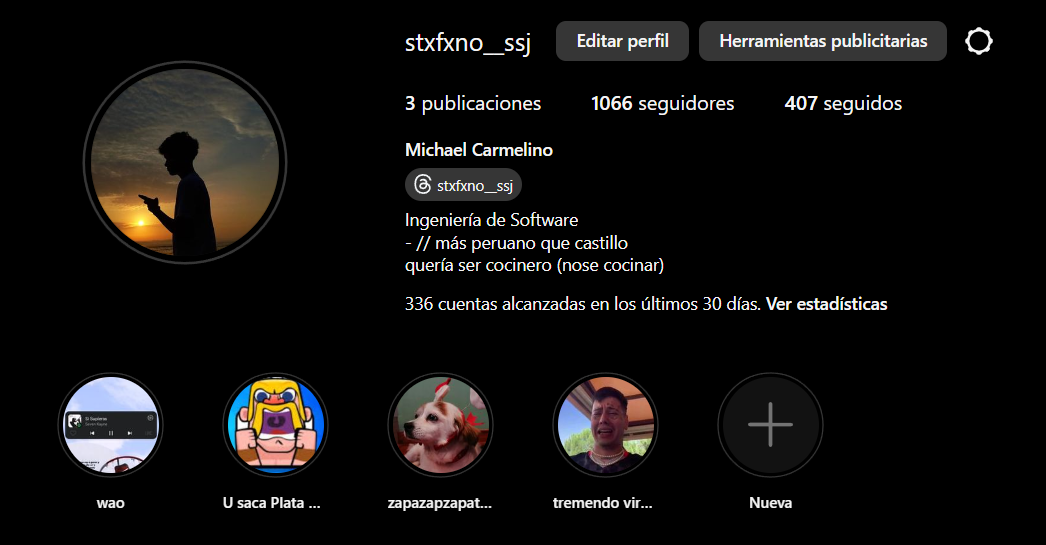 stxfxno__ssj
Editar perfil
Herramientas publicitarias
3 publicaciones
1066 seguidores
407 seguidos
Michael Carmelino
stxfxno__ssj
Ingeniería de Software
- // más peruano que castillo
quería ser cocinero (nose cocinar)
336 cuentas alcanzadas en los últimos 30 días. Ver estadísticas
wao
U saca Plata ...
zapazapzapat...
tremendo vir...
Nueva